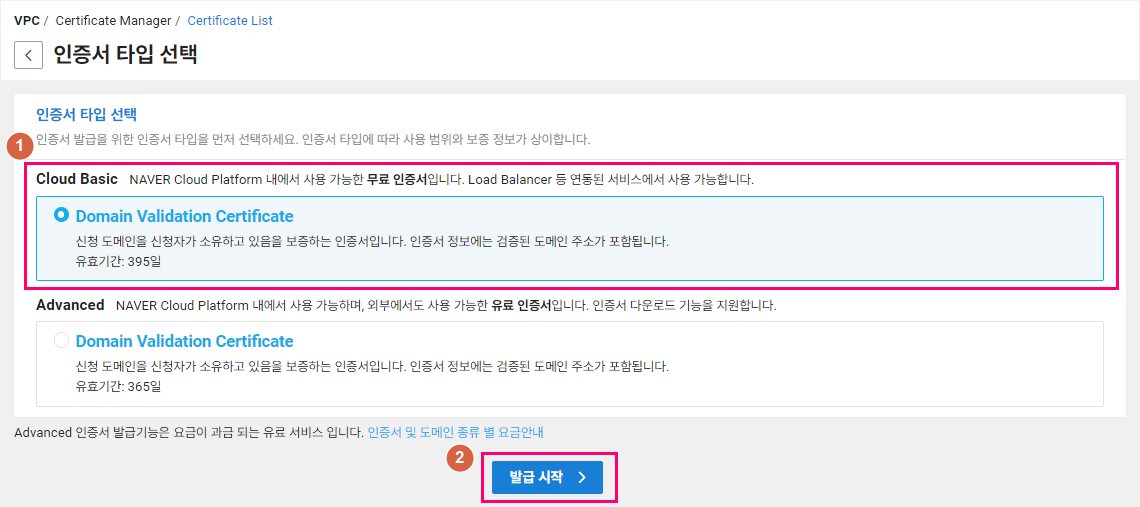 VPC / Certificate Manager / Certificate List
인증서 타입 선택
인증서 타입 선택
1
인증서 발급을 위한 인증서 타입을 먼저 선택하세요. 인증서 타입에 따라 사용 범위와 보증 정보가 상이합니다.
Cloud Basic NAVER Cloud Platform 내에서 사용 가능한 무료 인증서입니다. Load Balancer 등 연동된 서비스에서 사용 가능합니다.
Domain Validation Certificate
신청 도메인을 신청자가 소유하고 있음을 보증하는 인증서입니다. 인증서 정보에는 검증된 도메인 주소가 포함됩니다.
유효기간: 395일
Advanced NAVER Cloud Platform 내에서 사용 가능하며, 외부에서도 사용 가능한 유료 인증서입니다. 인증서 다운로드 기능을 지원합니다.
Domain Validation Certificate
신청 도메인을 신청자가 소유하고 있음을 보증하는 인증서입니다. 인증서 정보에는 검증된 도메인 주소가 포함됩니다.
유효기간: 365일
Advanced 인증서 발급기능은 요금이 과금 되는 유료 서비스 입니다. 인증서 및 도메인 종류 별 요금안내
2
발급 시작